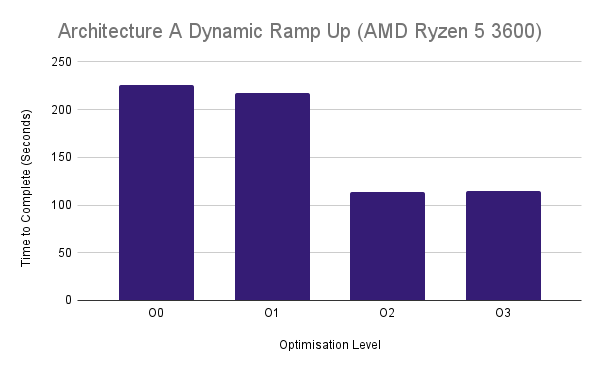 Architecture A Dynamic Ramp Up (AMD Ryzen 5 3600)
Time to Complete (Seconds)
250
200
150
100
50
0
O0
O1
O2
O3
Optimisation Level